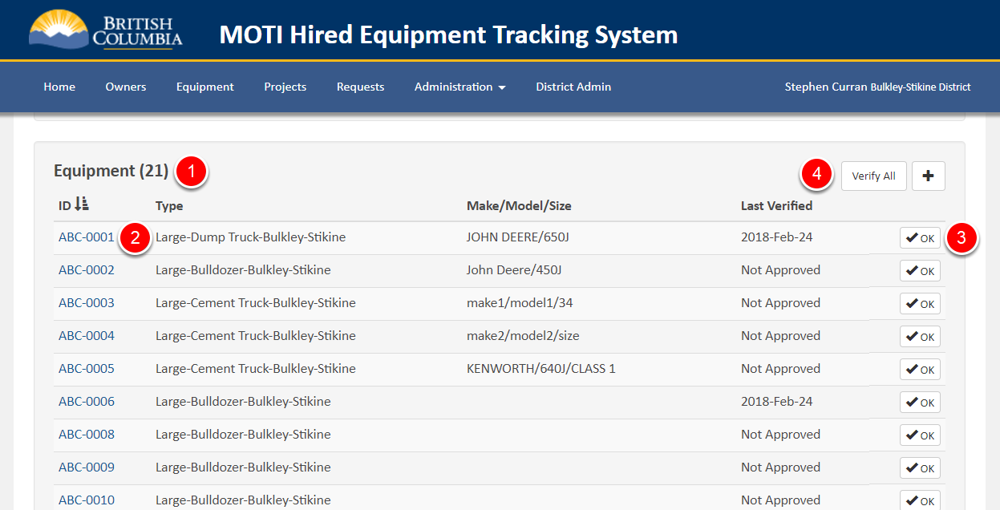 BRITISH
COLUMBIA
MOTI Hired Equipment Tracking System
Home Owners Equipment Projects Requests Administration District Admin Stephen Curran Bulkley-Stikine District
Equipment (21) 1 4 Verify All
ID Type Make/Model/Size Last Verified
ABC-0001 2 Large-Dump Truck-Bulkley-Stikine JOHN DEERE/650J 2018-Feb-24 OK 3
ABC-0002 Large-Bulldozer-Bulkley-Stikine John Deere/450J Not Approved OK
ABC-0003 Large-Cement Truck-Bulkley-Stikine make1/model1/34 Not Approved OK
ABC-0004 Large-Cement Truck-Bulkley-Stikine make2/model2/size Not Approved OK
ABC-0005 Large-Cement Truck-Bulkley-Stikine KENWORTH/640J/CLASS 1 Not Approved OK
ABC-0006 Large-Bulldozer-Bulkley-Stikine 2018-Feb-24 OK
ABC-0008 Large-Bulldozer-Bulkley-Stikine Not Approved OK
ABC-0009 Large-Bulldozer-Bulkley-Stikine Not Approved OK
ABC-0010 Large-Bulldozer-Bulkley-Stikine Not Approved OK